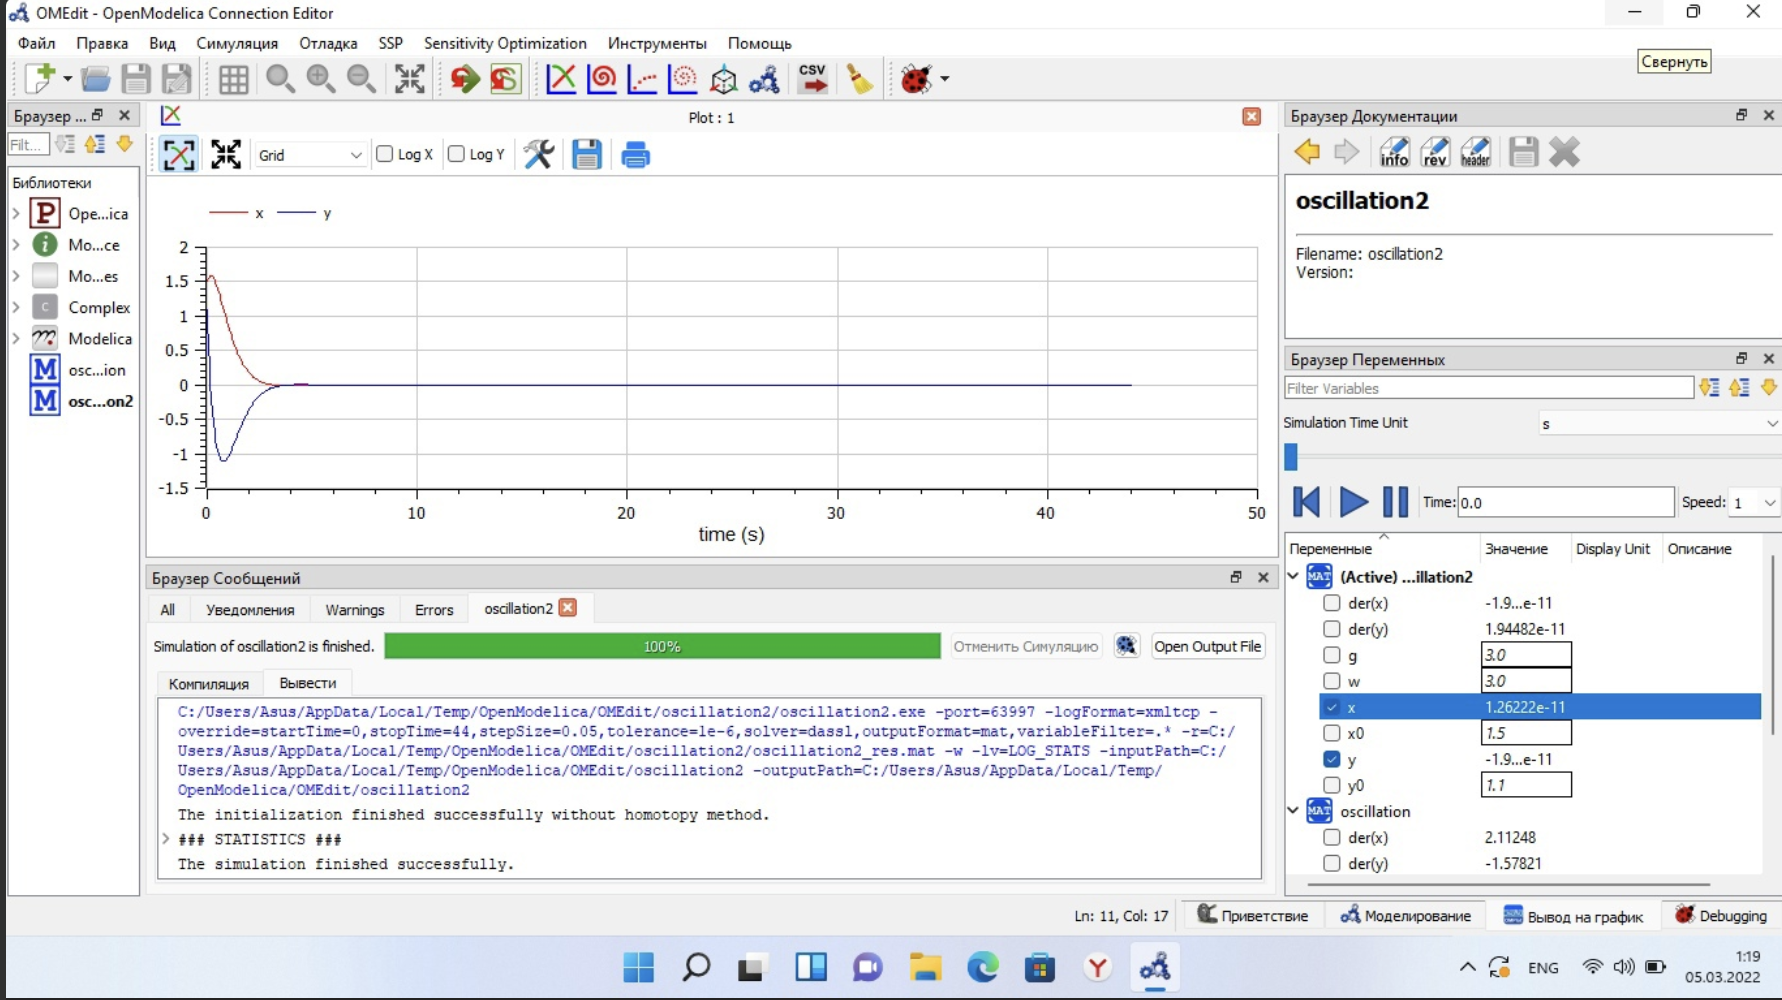 OMEdit - OpenModelica Connection Editor
Файл Правка Вид Симуляция Отладка SSP Sensitivity Optimization Инструменты Помощь
Свернуть
CSV
Браузер ...
Filt...
Библиотеки
P Ope...ica
i Mo...ce
Mo...es
C Complex
Modelica
M osc...ion
M osc...on2
Plot : 1
Grid Log X Log Y
x y
2
1.5
1
0.5
0
-0.5
-1
-1.5
0 10 20 30 40 50
time (s)
Браузер Сообщений
All Уведомления Warnings Errors oscillation2
Simulation of oscillation2 is finished. 100% Отменить Симуляцию Open Output File
Компиляция Вывести
C:/Users/Asus/AppData/Local/Temp/OpenModelica/OMEdit/oscillation2/oscillation2.exe -port=63997 -logFormat=xmltcp -
override=startTime=0,stopTime=44,stepSize=0.05,tolerance=1e-6,solver=dassl,outputFormat=mat,variableFilter=.* -r=C:/
Users/Asus/AppData/Local/Temp/OpenModelica/OMEdit/oscillation2/oscillation2_res.mat -w -lv=LOG_STATS -inputPath=C:/
Users/Asus/AppData/Local/Temp/OpenModelica/OMEdit/oscillation2 -outputPath=C:/Users/Asus/AppData/Local/Temp/
OpenModelica/OMEdit/oscillation2
The initialization finished successfully without homotopy method.
### STATISTICS ###
The simulation finished successfully.
Браузер Документации
info rev header
oscillation2
Filename: oscillation2
Version:
Браузер Переменных
Filter Variables
Simulation Time Unit s
Time: 0.0 Speed: 1
Переменные Значение Display Unit Описание
MAT (Active) ...illation2
der(x) -1.9...e-11
der(y) 1.94482e-11
g 3.0
w 3.0
x 1.26222e-11
x0 1.5
y -1.9...e-11
y0 1.1
MAT oscillation
der(x) 2.11248
der(y) -1.57821
Ln: 11, Col: 17 Приветствие Моделирование Вывод на график Debugging
Y
ENG
1:19
05.03.2022